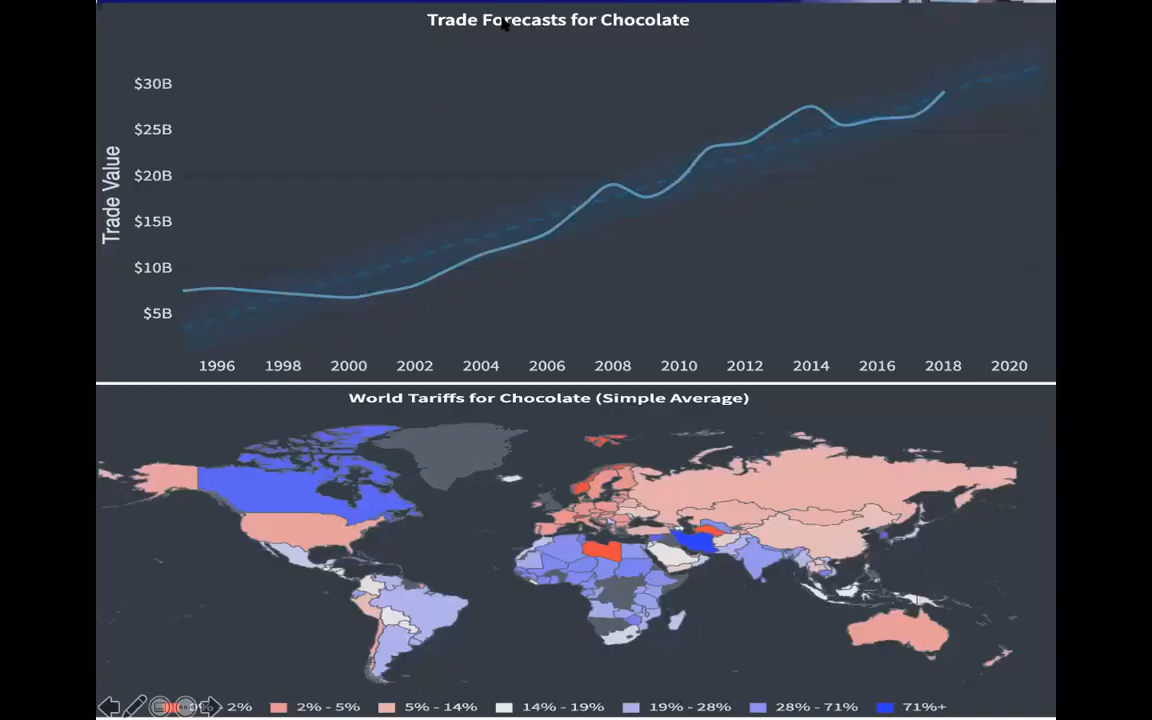 Trade Forecasts for Chocolate
$30B
$25B
$20B
$15B
$10B
$5B
Trade Value
1996 1998 2000 2002 2004 2006 2008 2010 2012 2014 2016 2018 2020
World Tariffs for Chocolate (Simple Average)
2% 2% - 5% 5% - 14% 14% - 19% 19% - 28% 28% - 71% 71%+